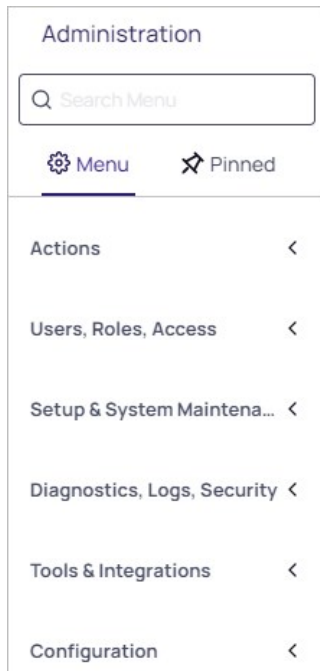 Administration
Search Menu
Menu Pinned
Actions
Users, Roles, Access
Setup & System Maintena...
Diagnostics, Logs, Security
Tools & Integrations
Configuration